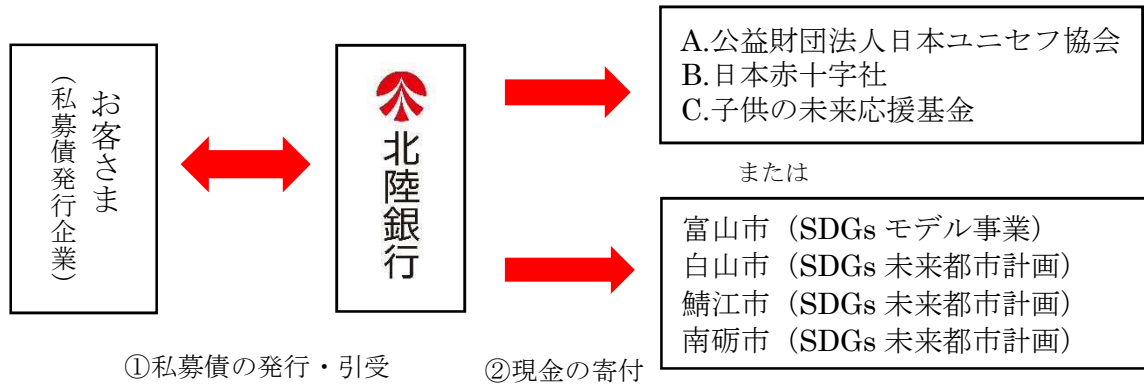 お客さま
（私募債発行企業）
北陸銀行
A.公益財団法人日本ユニセフ協会
B.日本赤十字社
C.子供の未来応援基金
または
富山市（SDGs モデル事業）
白山市（SDGs 未来都市計画）
鯖江市（SDGs 未来都市計画）
南砺市（SDGs 未来都市計画）
①私募債の発行・引受
②現金の寄付